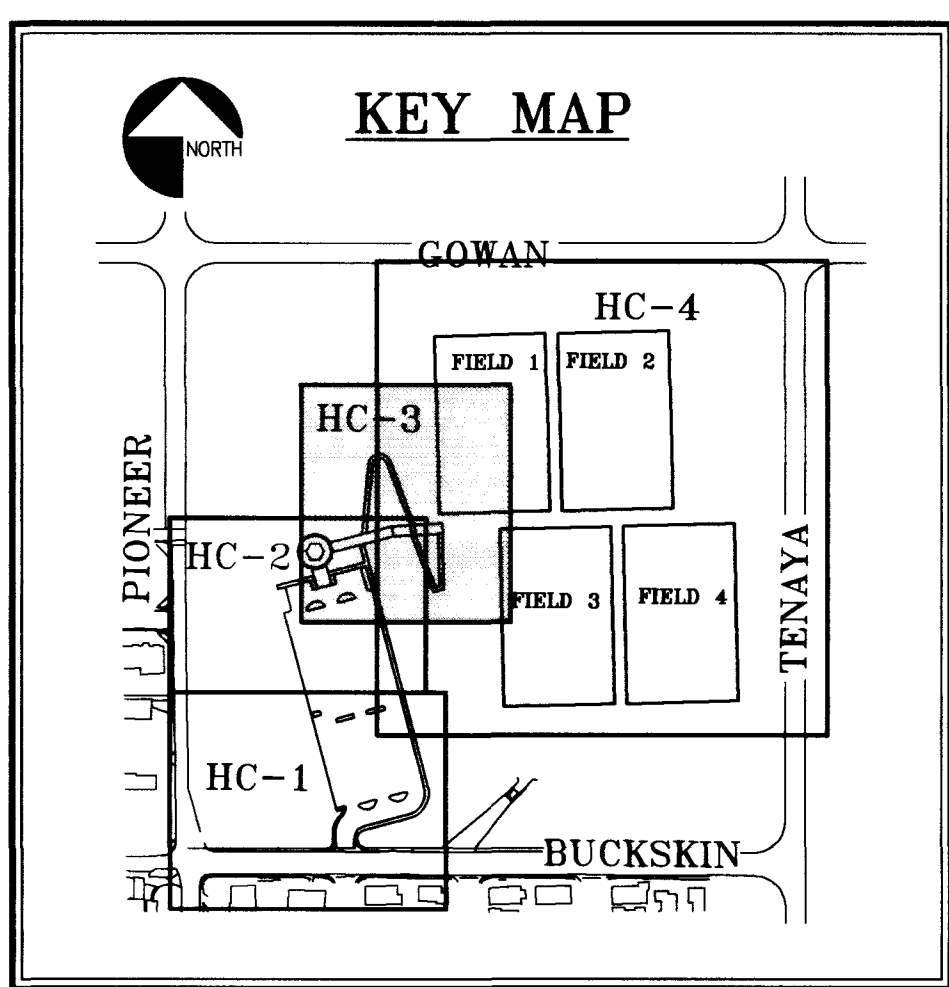 KEY MAP
NORTH
GOWAN
HC-4
FIELD 1
FIELD 2
HC-3
PIONEER
HC-2
FIELD 3
FIELD 4
TENAYA
HC-1
BUCKSKIN